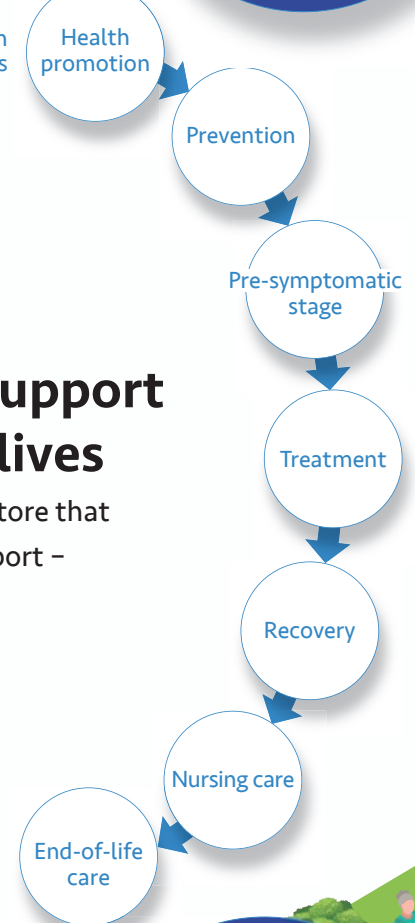 Health
promotion
Prevention
Pre-symptomatic
stage
Treatment
upport
lives
tore that
port –
Recovery
Nursing care
End-of-life
care